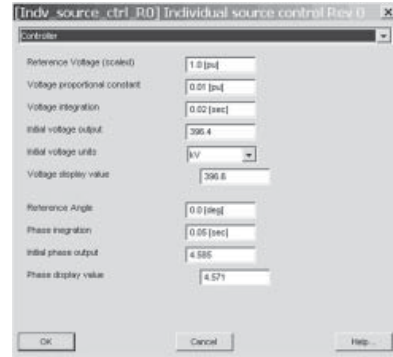 [Indv_source_ctrl_R0] Individual source control Rev 0 x
Controller
Reference Voltage (scaled) 1.0 [pu]
Voltage proportional constant 0.01 [pu]
Voltage integration 0.02 [sec]
Initial voltage output 396.4
Initial voltage units kV
Voltage display value 396.6
Reference Angle 0.0 [deg]
Phase inegration 0.05 [sec]
Initial phase output 4.585
Phase display value 4.571
OK Cancel Help...